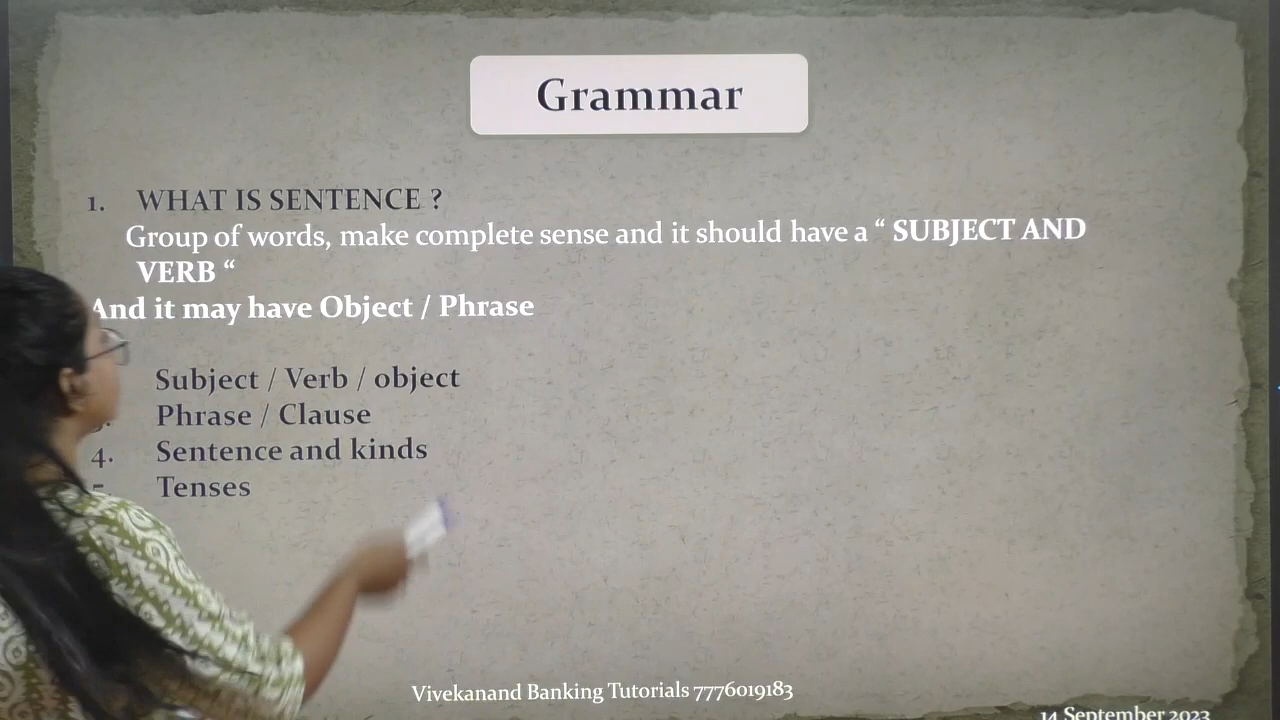 Grammar
1. WHAT IS SENTENCE ?
Group of words, make complete sense and it should have a “ SUBJECT AND
VERB “
And it may have Object / Phrase
Subject / Verb / object
Phrase / Clause
4. Sentence and kinds
Tenses
Vivekanand Banking Tutorials 7776019183
14 September 2023